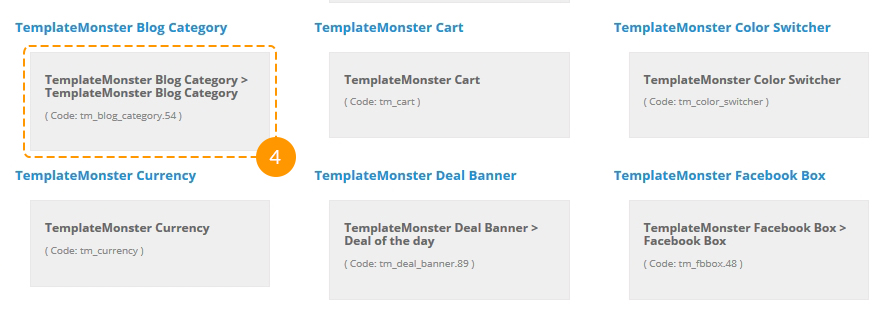 TemplateMonster Blog Category
TemplateMonster Cart
TemplateMonster Color Switcher
TemplateMonster Blog Category >
TemplateMonster Blog Category
( Code: tm_blog_category.54 )
TemplateMonster Cart
( Code: tm_cart )
TemplateMonster Color Switcher
( Code: tm_color_switcher )
4
TemplateMonster Currency
TemplateMonster Deal Banner
TemplateMonster Facebook Box
TemplateMonster Currency
( Code: tm_currency )
TemplateMonster Deal Banner >
Deal of the day
( Code: tm_deal_banner.89 )
TemplateMonster Facebook Box >
Facebook Box
( Code: tm_fbbox.48 )